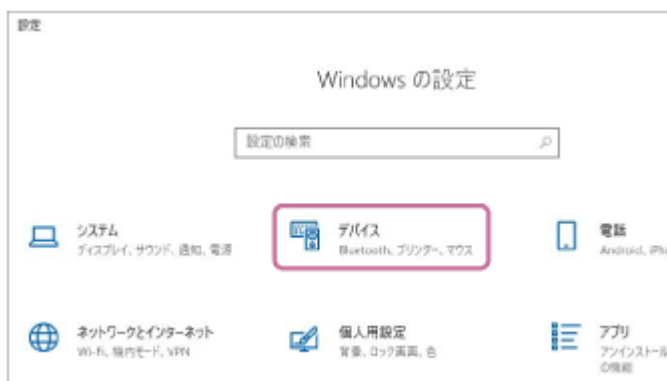 設定
Windows の設定
設定の検索
システム
ディスプレイ、サウンド、通知、電源
デバイス
Bluetooth、プリンター、マウス
電話
Android、iPh
ネットワークとインターネット
Wi-Fi、機内モード、VPN
個人用設定
背景、ロック画面、色
アプリ
アンインストール
の機能